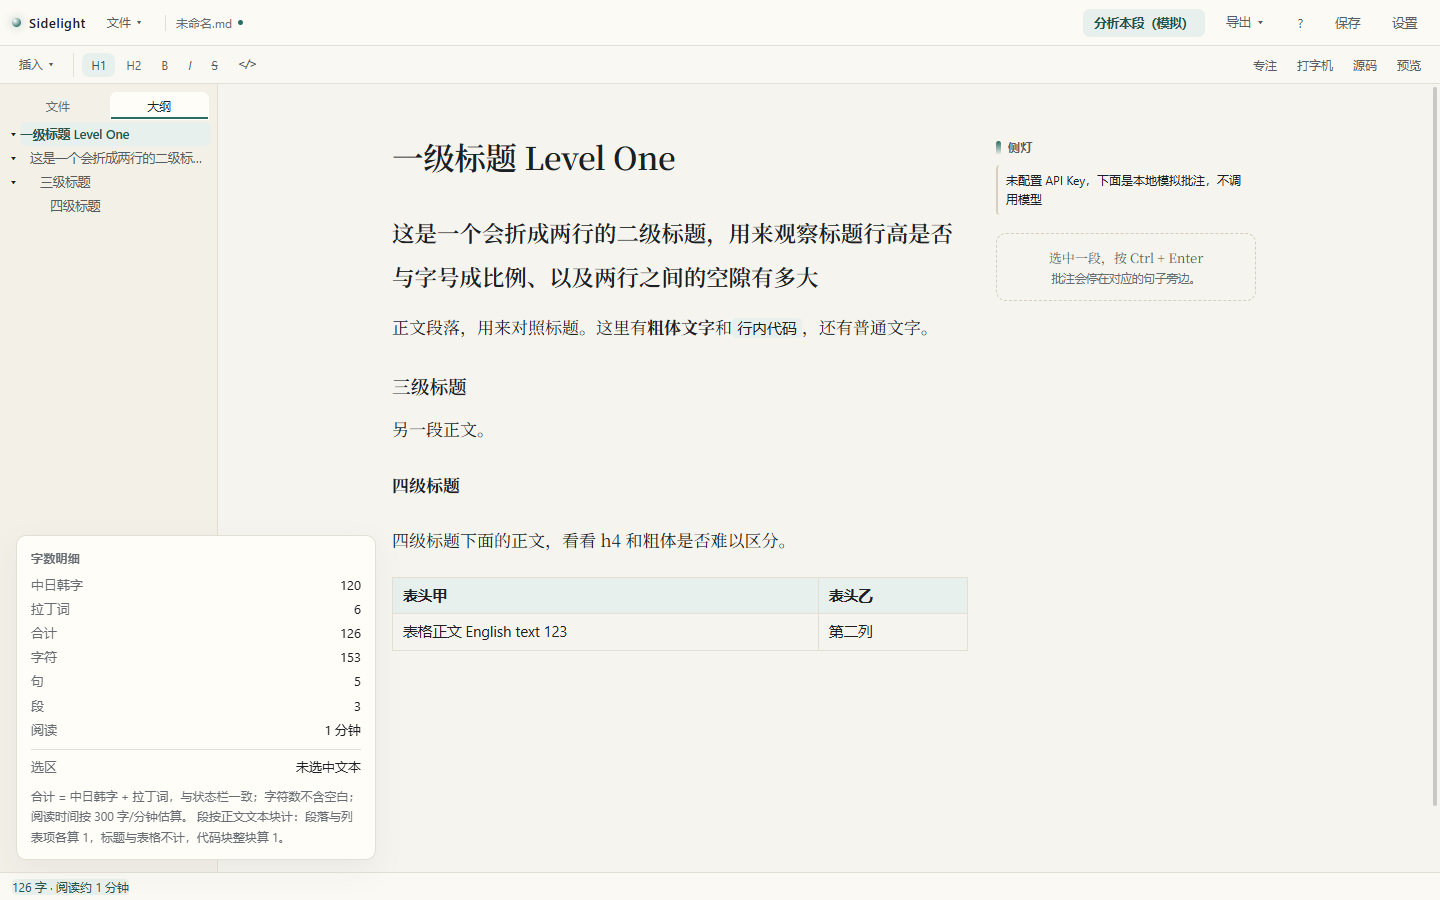 Sidelight 文件 ▾ 未命名.md ● 分析本段（模拟） 导出 ▾ ? 保存 设置
插入 ▾ H1 H2 B I S </> 专注 打字机 源码 预览
文件 大纲
一级标题 Level One
这是一个会折成两行的二级标...
三级标题
四级标题
一级标题 Level One
这是一个会折成两行的二级标题，用来观察标题行高是否
与字号成比例、以及两行之间的空隙有多大
正文段落，用来对照标题。这里有粗体文字和 行内代码 ，还有普通文字。
三级标题
另一段正文。
四级标题
四级标题下面的正文，看看 h4 和粗体是否难以区分。
表头甲 表头乙
表格正文 English text 123 第二列
侧灯
未配置 API Key，下面是本地模拟批注，不调
用模型
选中一段，按 Ctrl + Enter
批注会停在对应的句子旁边。
字数明细
中日韩字 120
拉丁词 6
合计 126
字符 153
句 5
段 3
阅读 1 分钟
选区 未选中文本
合计 = 中日韩字 + 拉丁词，与状态栏一致；字符数不含空白；
阅读时间按 300 字/分钟估算。 段按正文文本块计：段落与列
表项各算 1，标题与表格不计，代码块整块算 1。
126 字 · 阅读约 1 分钟